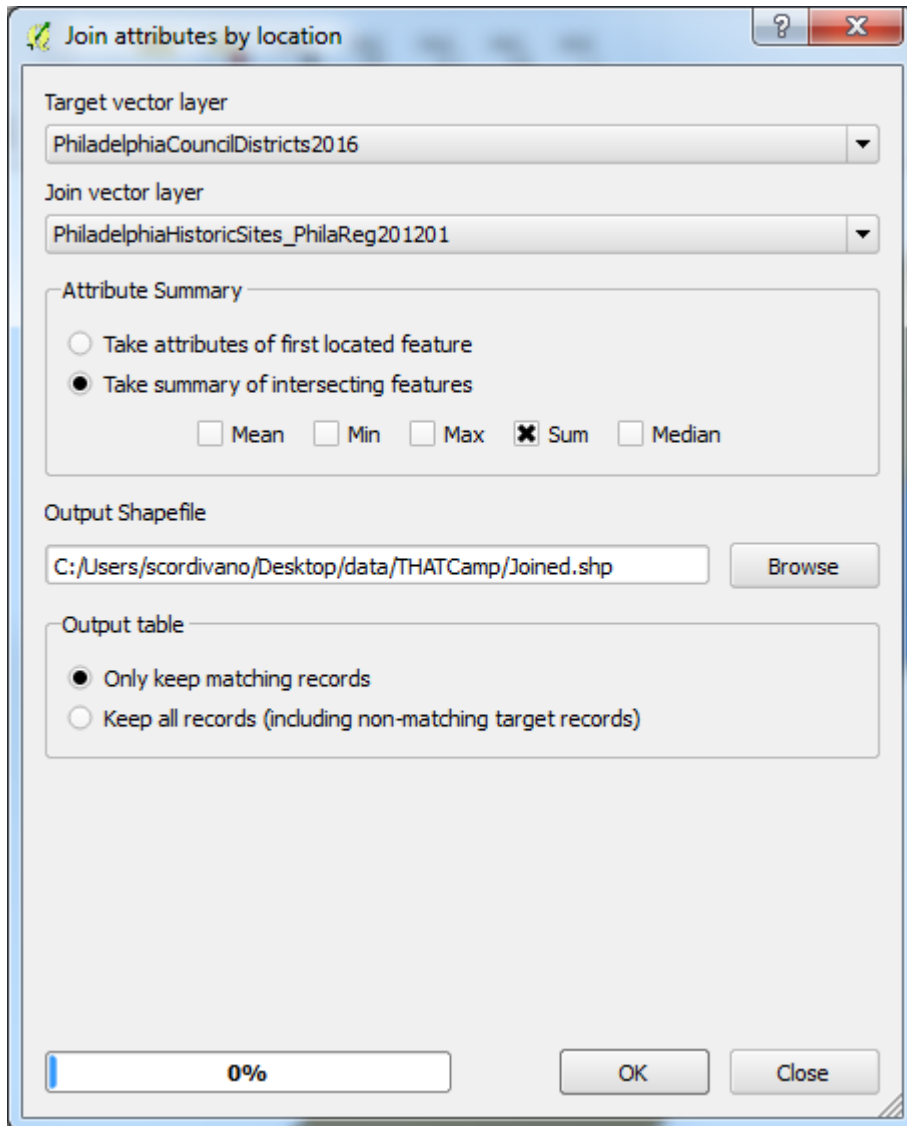 Join attributes by location
?
Target vector layer
PhiladelphiaCouncilDistricts2016
Join vector layer
PhiladelphiaHistoricSites_PhilaReg201201
Attribute Summary
Take attributes of first located feature
Take summary of intersecting features
Mean Min Max Sum Median
Output Shapefile
C:/Users/scordivano/Desktop/data/THATCamp/Joined.shp Browse
Output table
Only keep matching records
Keep all records (including non-matching target records)
0% OK Close